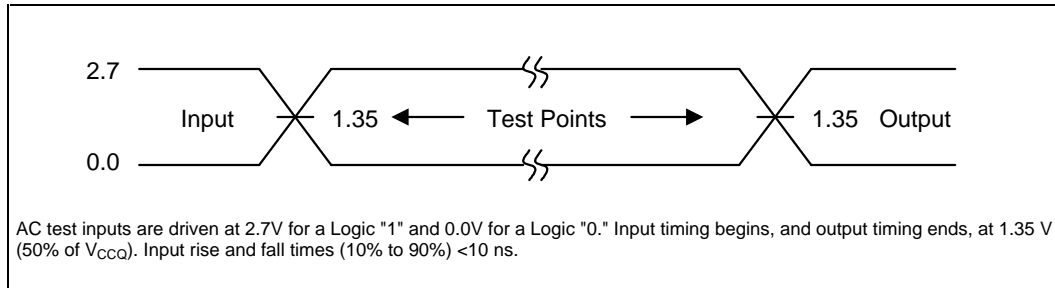 2.7
Input 1.35 Test Points 1.35 Output
0.0
AC test inputs are driven at 2.7V for a Logic "1" and 0.0V for a Logic "0." Input timing begins, and output timing ends, at 1.35 V
(50% of VCCQ). Input rise and fall times (10% to 90%) <10 ns.